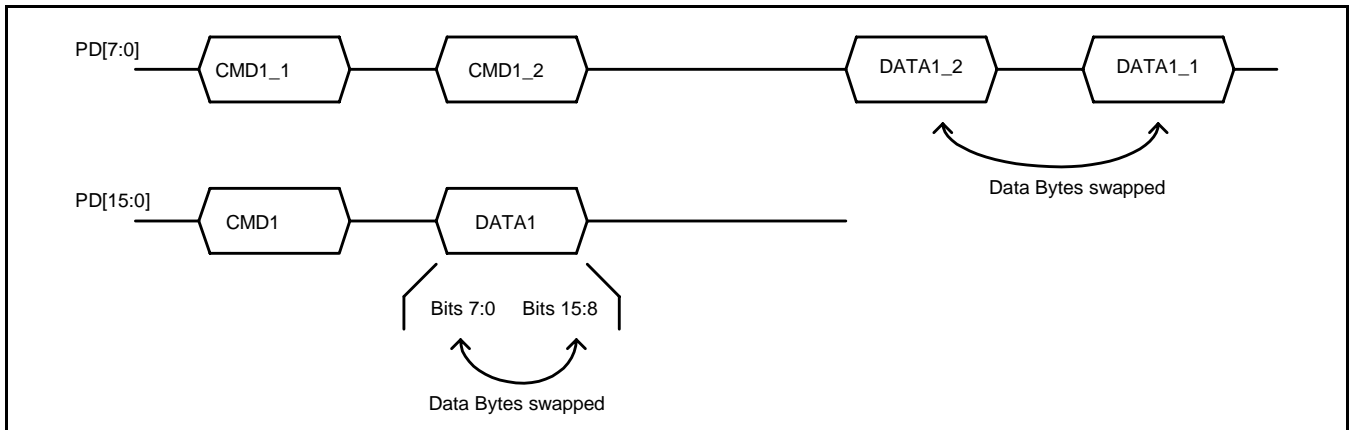 PD[7:0]
CMD1_1
CMD1_2
DATA1_2
DATA1_1
Data Bytes swapped
PD[15:0]
CMD1
DATA1
Bits 7:0
Bits 15:8
Data Bytes swapped